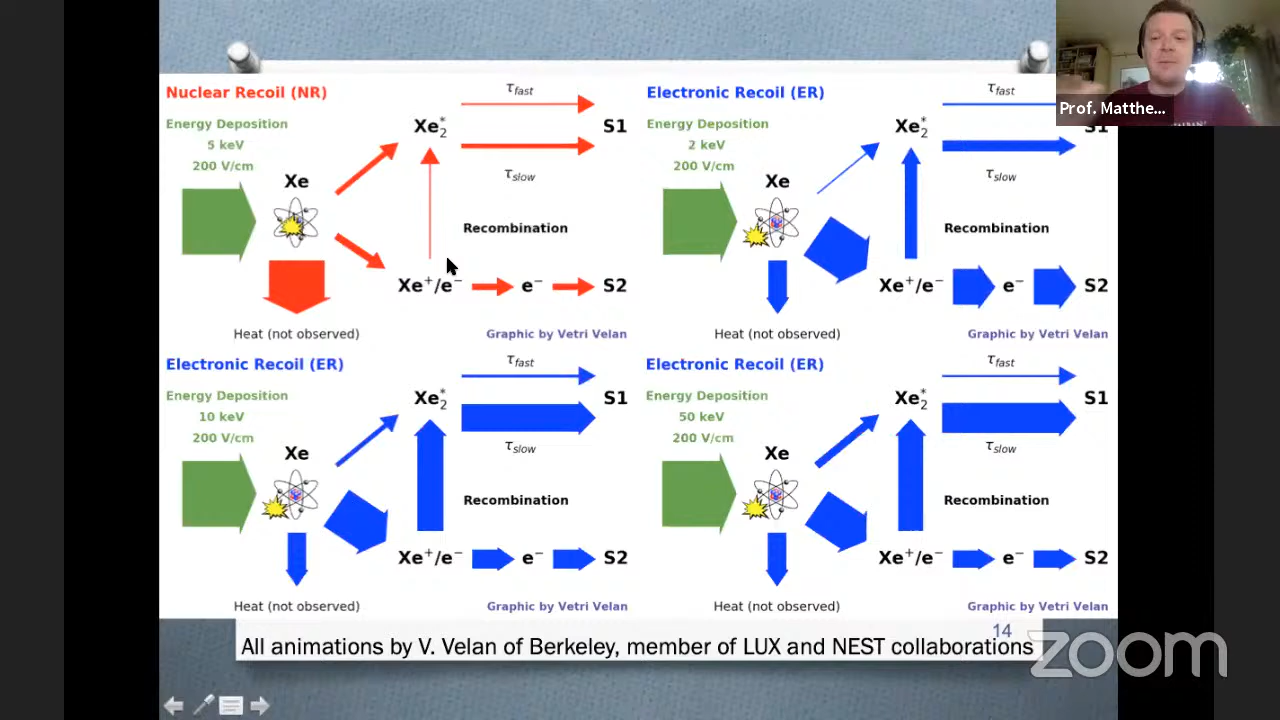 Prof. Matthe...
Nuclear Recoil (NR)
Energy Deposition
5 keV
200 V/cm
Xe
Xe₂*
τfast
S1
τslow
Recombination
Xe⁺/e⁻
e⁻
S2
Heat (not observed)
Graphic by Vetri Velan
Electronic Recoil (ER)
Energy Deposition
2 keV
200 V/cm
Xe
Xe₂*
τfast
S1
τslow
Recombination
Xe⁺/e⁻
e⁻
S2
Heat (not observed)
Graphic by Vetri Velan
Electronic Recoil (ER)
Energy Deposition
10 keV
200 V/cm
Xe
Xe₂*
τfast
S1
τslow
Recombination
Xe⁺/e⁻
e⁻
S2
Heat (not observed)
Graphic by Vetri Velan
Electronic Recoil (ER)
Energy Deposition
50 keV
200 V/cm
Xe
Xe₂*
τfast
S1
τslow
Recombination
Xe⁺/e⁻
e⁻
S2
Heat (not observed)
Graphic by Vetri Velan
14
All animations by V. Velan of Berkeley, member of LUX and NEST collaborations
zoom